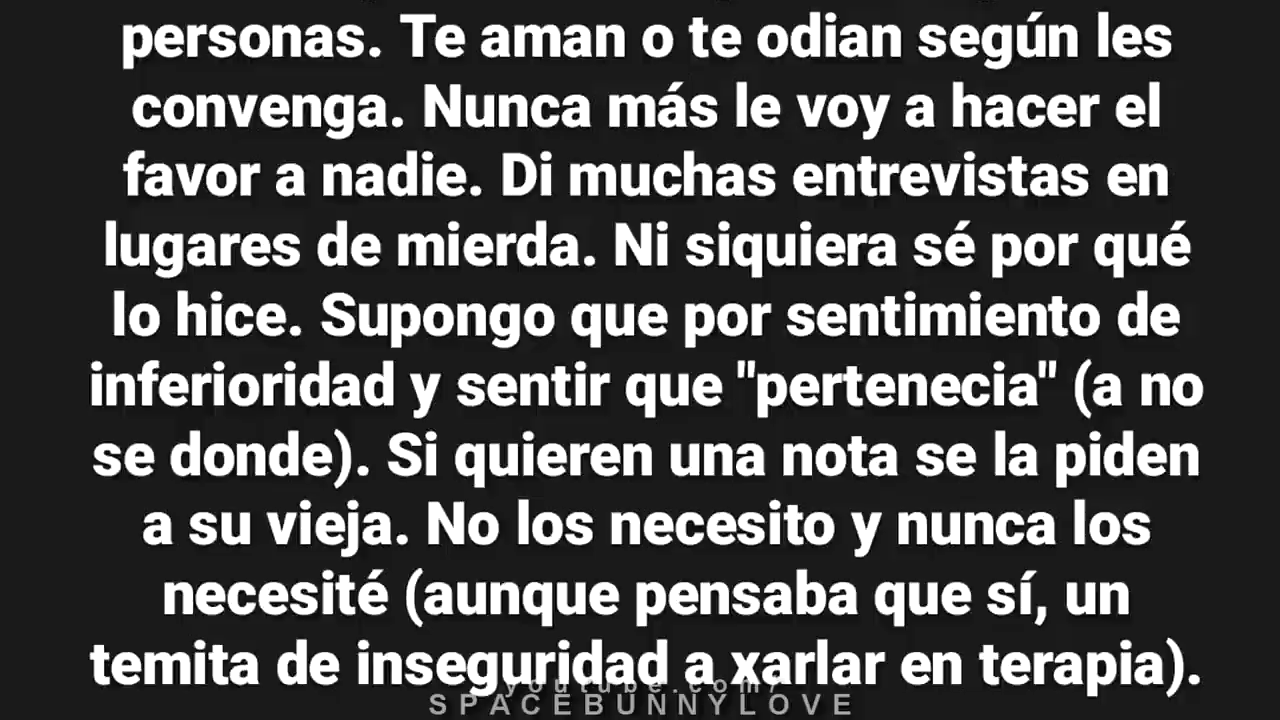 personas. Te aman o te odian según les
convenga. Nunca más le voy a hacer el
favor a nadie. Di muchas entrevistas en
lugares de mierda. Ni siquiera sé por qué
lo hice. Supongo que por sentimiento de
inferioridad y sentir que "pertenecia" (a no
se donde). Si quieren una nota se la piden
a su vieja. No los necesito y nunca los
necesité (aunque pensaba que sí, un
temita de inseguridad a xarlar en terapia).
youtube.com/
SPACEBUNNYLOVE